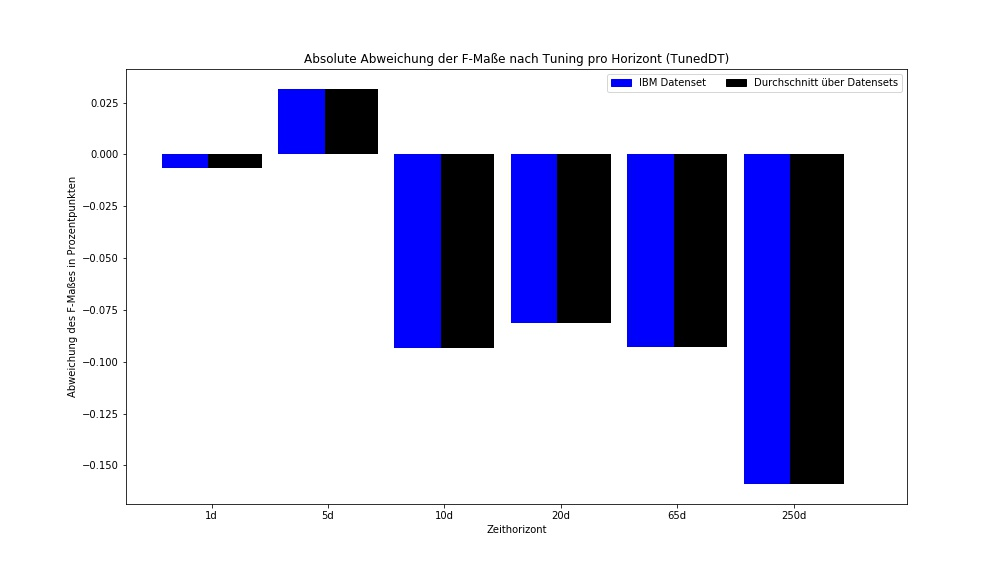 Absolute Abweichung der F-Maße nach Tuning pro Horizont (TunedDT)
IBM Datenset
Durchschnitt über Datensets
0.025
0.000
−0.025
−0.050
−0.075
−0.100
−0.125
−0.150
Abweichung des F-Maßes in Prozentpunkten
1d
5d
10d
20d
65d
250d
Zeithorizont